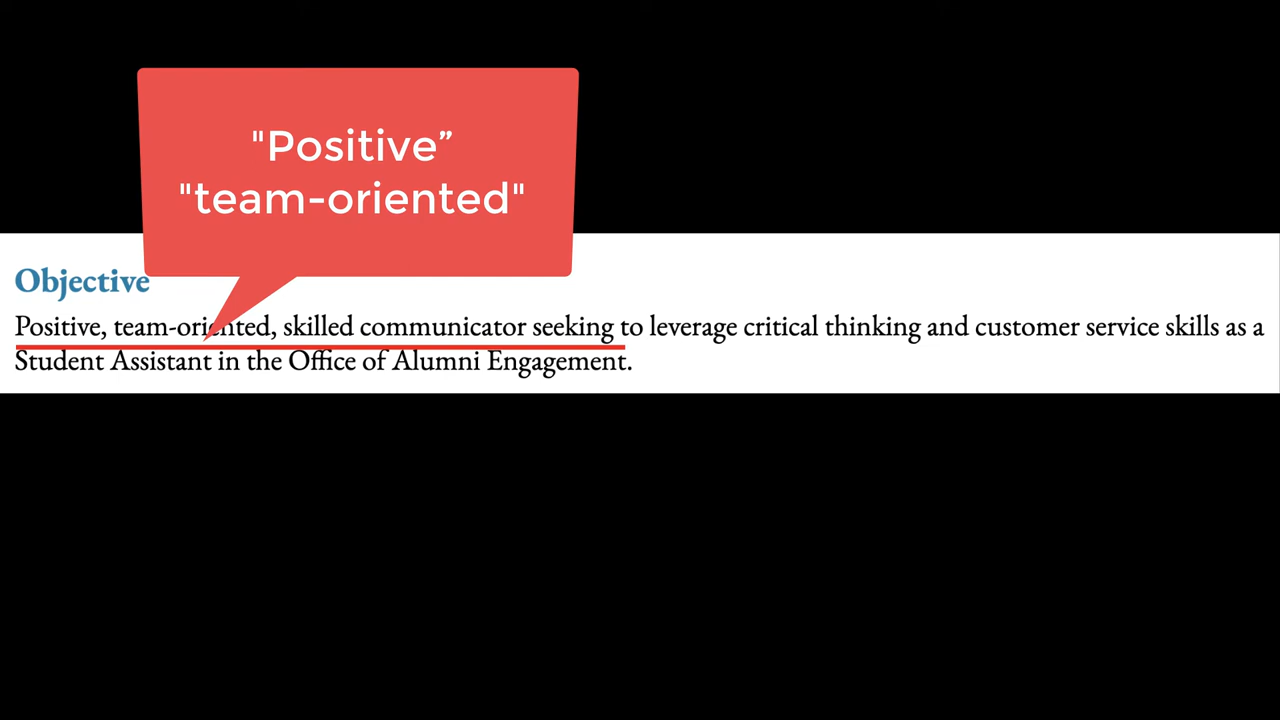 "Positive”
"team-oriented"
Objective
Positive, team-oriented, skilled communicator seeking to leverage critical thinking and customer service skills as a
Student Assistant in the Office of Alumni Engagement.